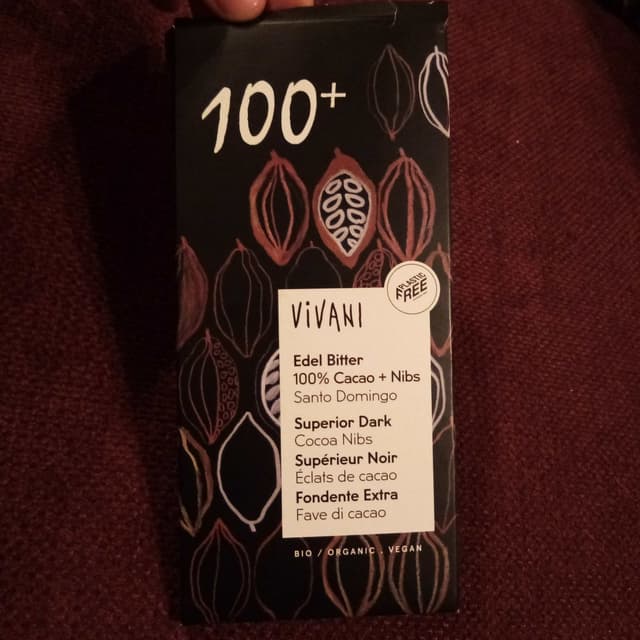 100+
PLASTIC
FREE
ViVANI
Edel Bitter
100% Cacao + Nibs
Santo Domingo
Superior Dark
Cocoa Nibs
Supérieur Noir
Éclats de cacao
Fondente Extra
Fave di cacao
BIO / ORGANIC . VEGAN